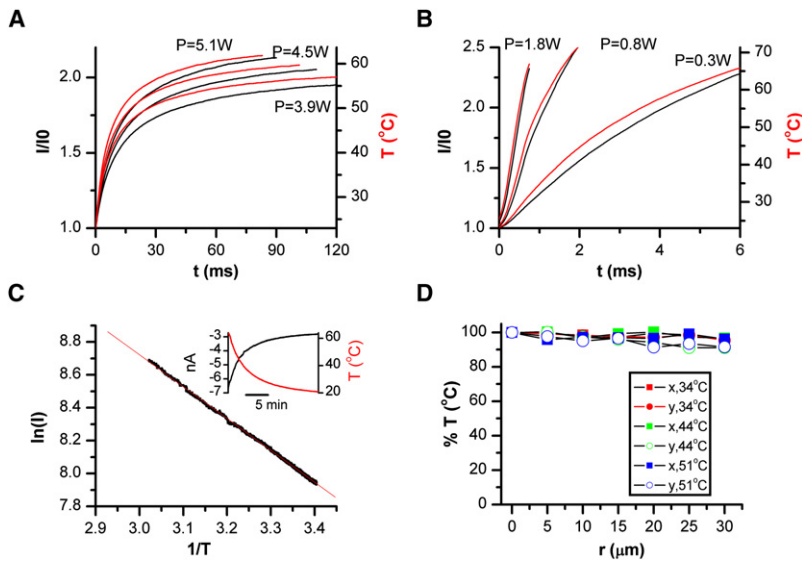 A
P=5.1W
P=4.5W
P=3.9W
I/I0
2.0
1.5
1.0
T (°C)
60
50
40
30
0
30
60
90
120
t (ms)
B
P=1.8W
P=0.8W
P=0.3W
I/I0
2.5
2.0
1.5
1.0
T (°C)
70
60
50
40
30
0
2
4
6
t (ms)
C
ln(I)
8.8
8.6
8.4
8.2
8.0
7.8
2.9
3.0
3.1
3.2
3.3
3.4
1/T
nA
-3
-4
-5
-6
-7
T (°C)
60
40
20
5 min
D
% T (°C)
100
80
60
40
20
0
x,34°C
y,34°C
x,44°C
y,44°C
x,51°C
y,51°C
0
5
10
15
20
25
30
r (μm)